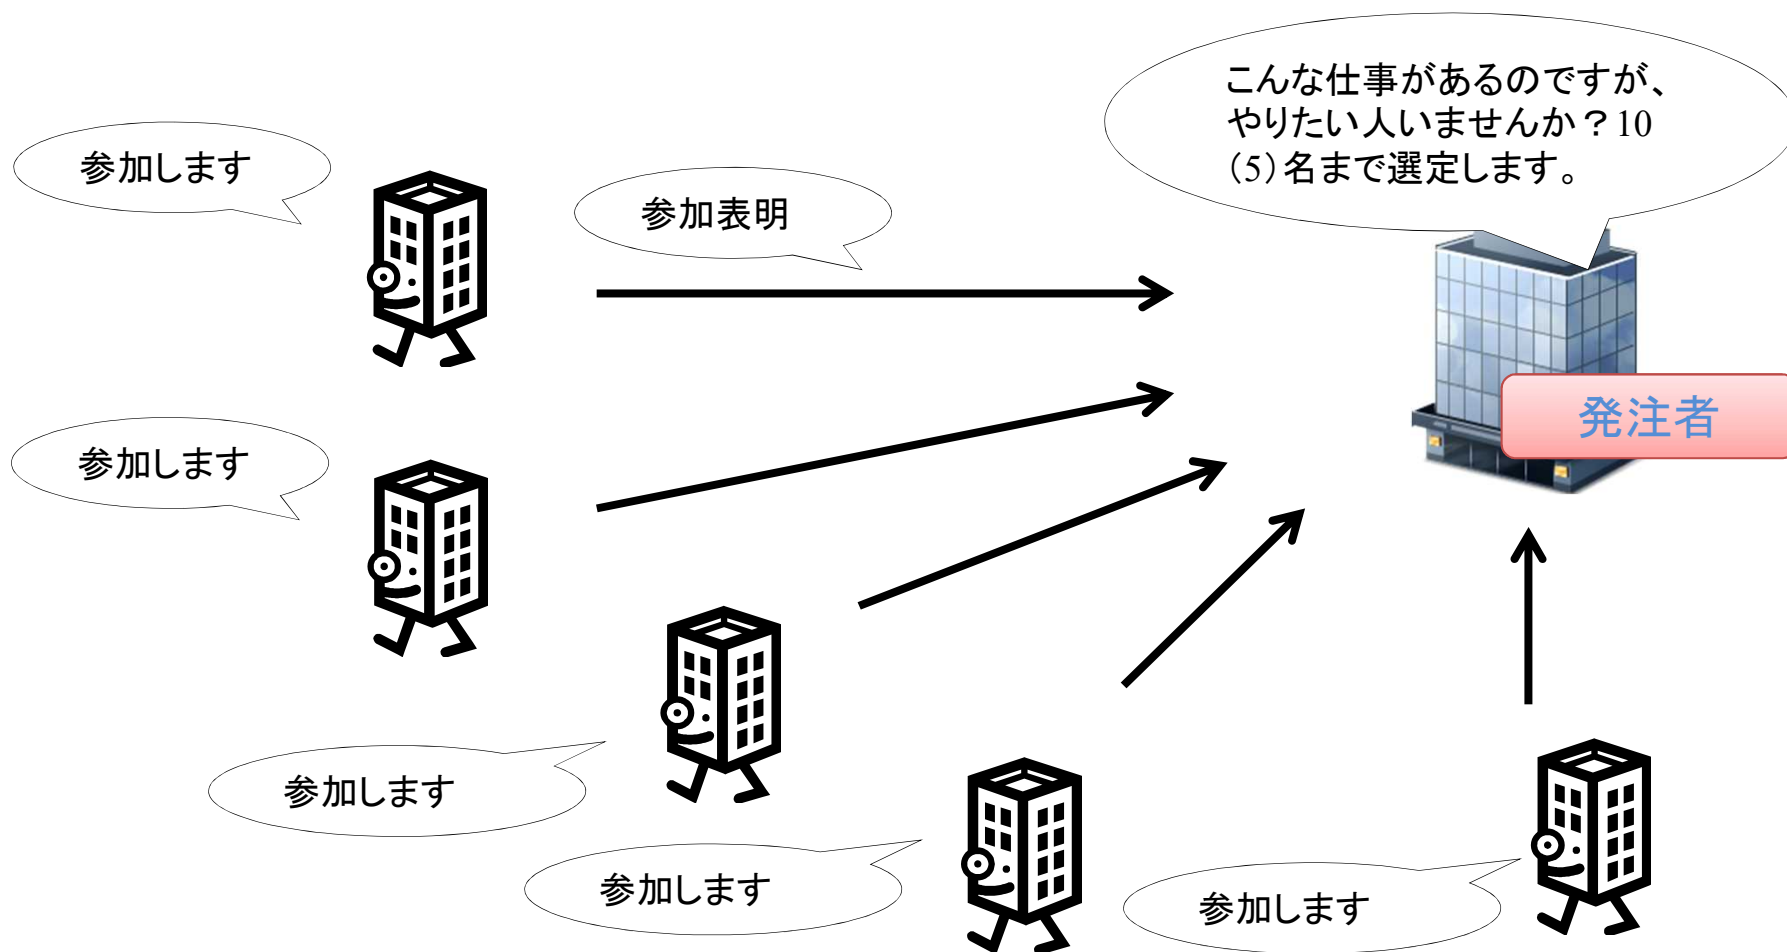 こんな仕事があるのですが、
やりたい人いませんか？10
（5）名まで選定します。
参加します
参加表明
発注者
参加します
参加します
参加します
参加します